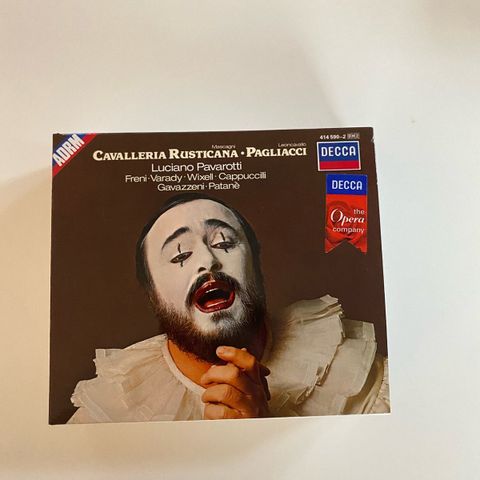 ADRM
Mascagni Leoncavallo
CAVALLERIA RUSTICANA · PAGLIACCI
Luciano Pavarotti
Freni · Varady · Wixell · Cappuccilli
Gavazzeni · Patanè
414 590-2
DECCA
DECCA
the
Opera
company